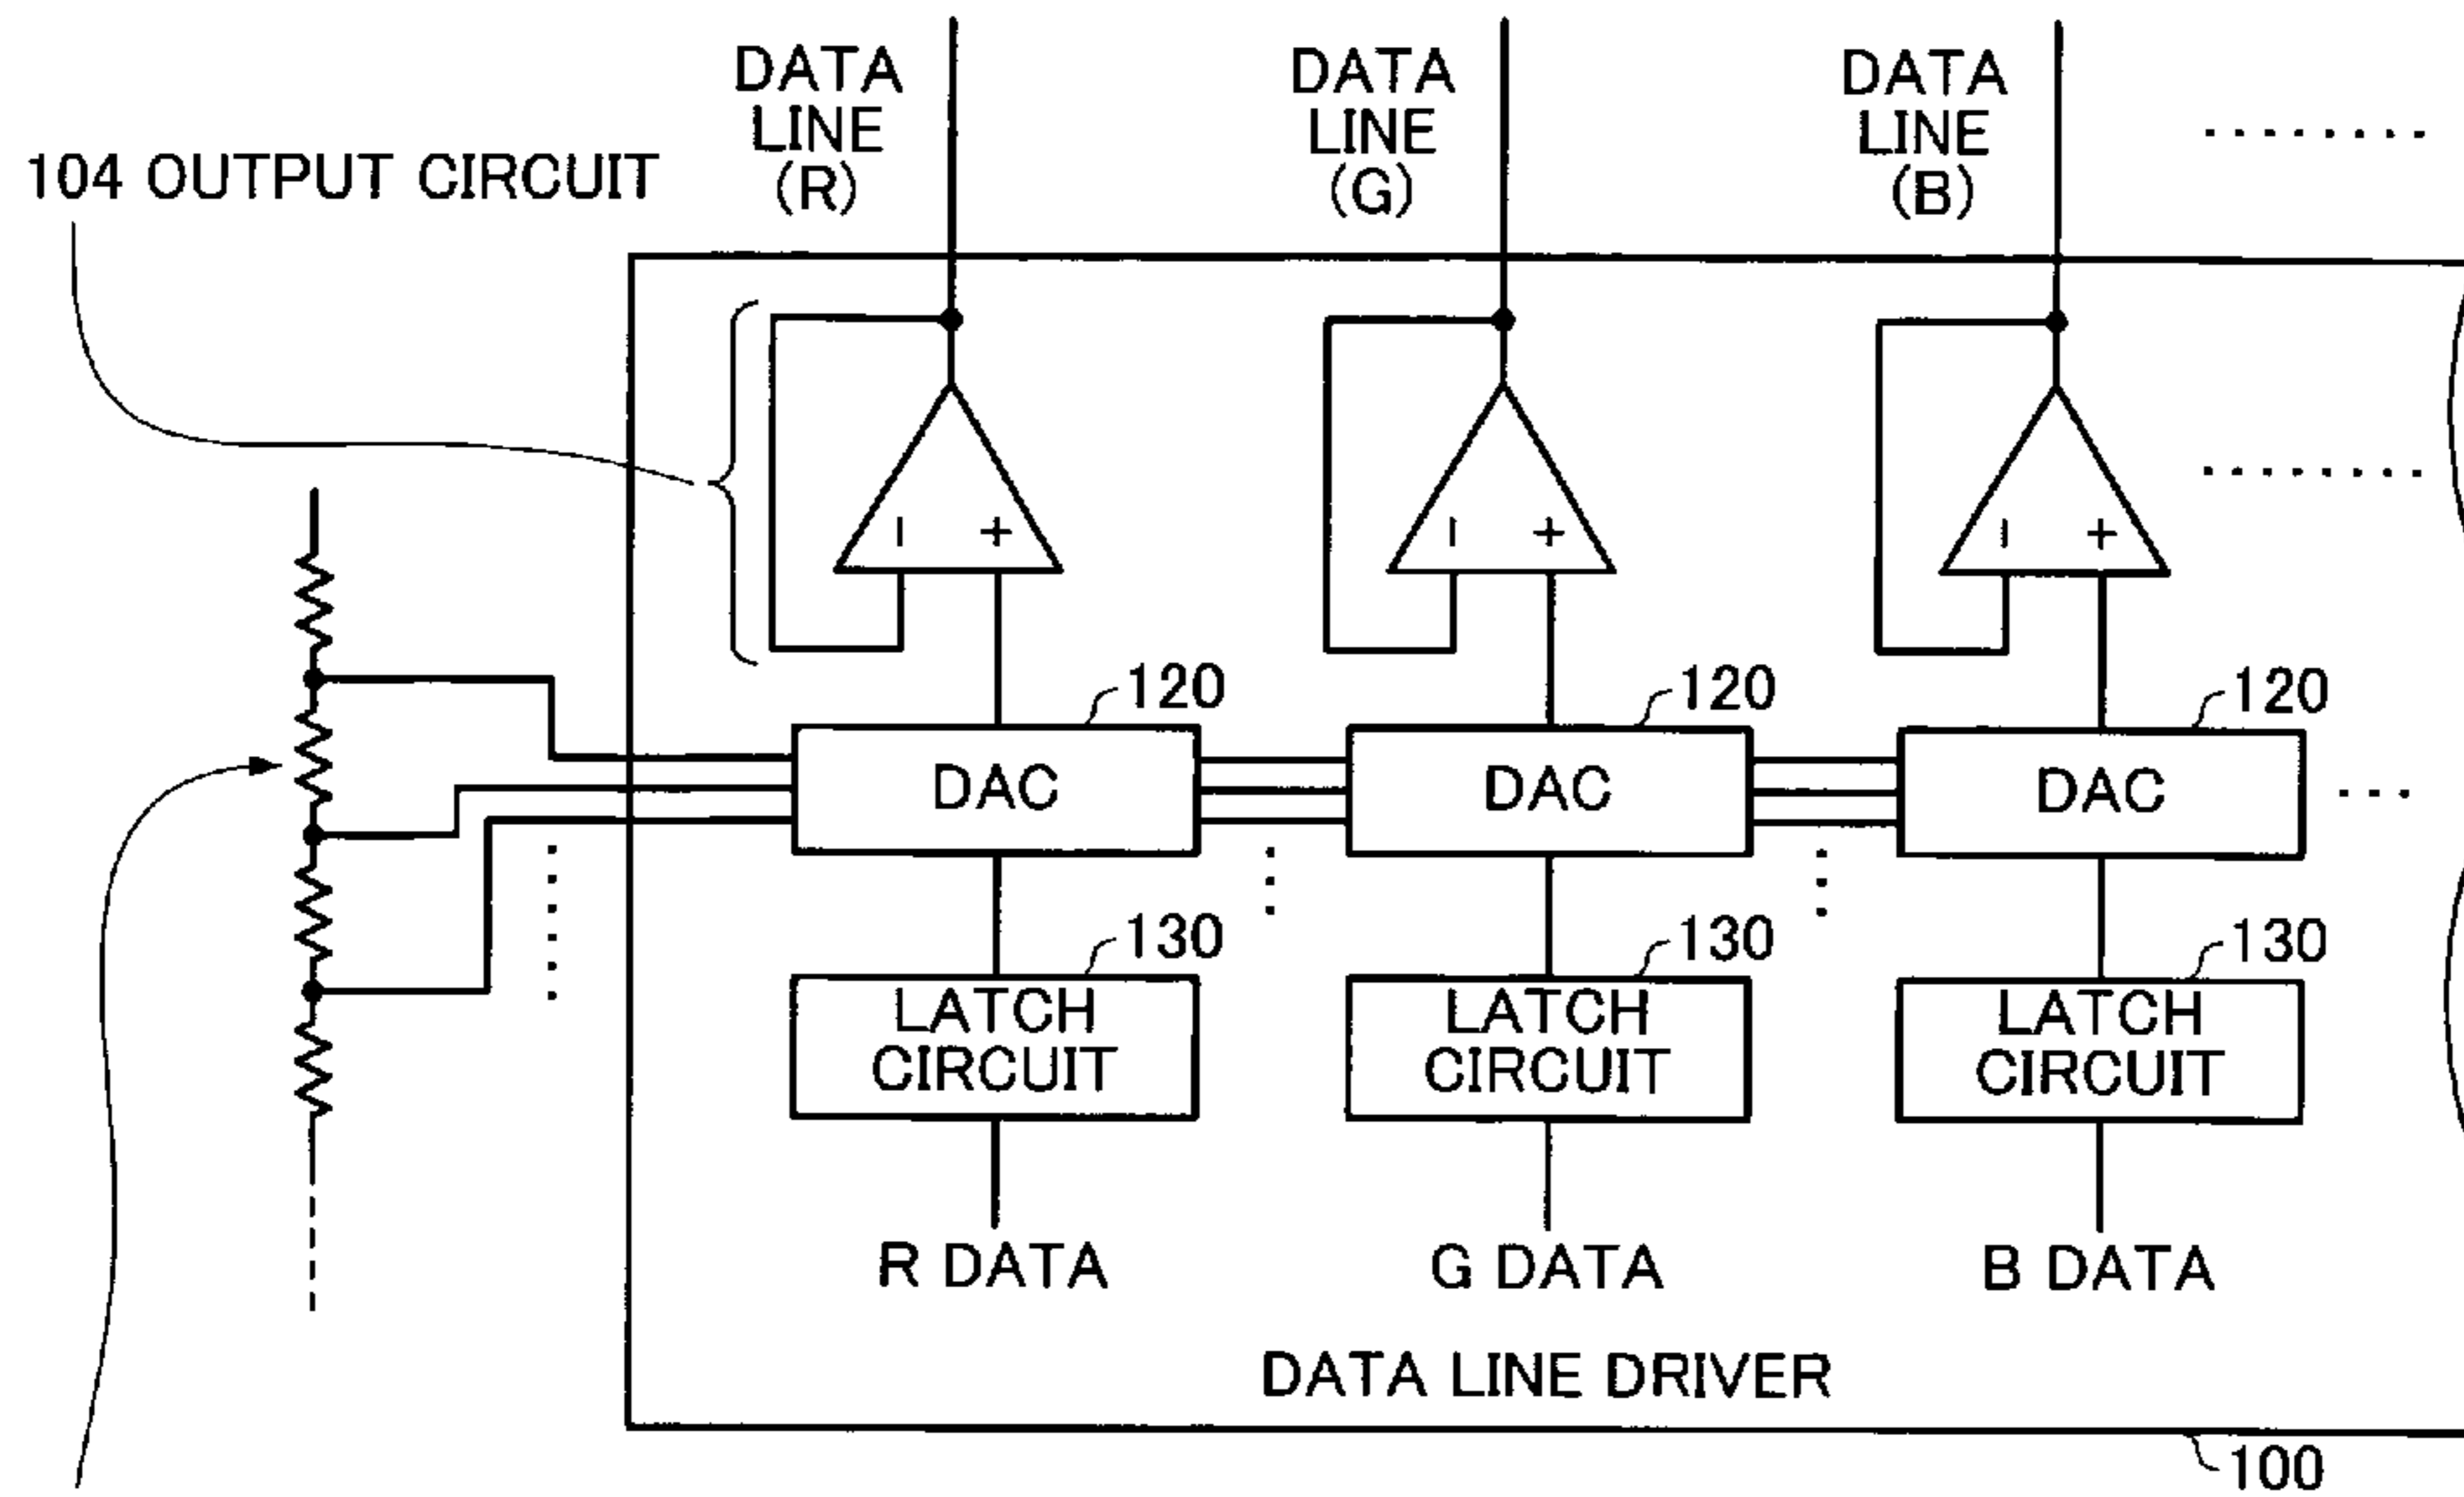 DATA
LINE
(R)
DATA
LINE
(G)
DATA
LINE
(B)
104 OUTPUT CIRCUIT
− +
− +
− +
120
120
120
DAC
DAC
DAC
130
130
130
LATCH
CIRCUIT
LATCH
CIRCUIT
LATCH
CIRCUIT
R DATA
G DATA
B DATA
DATA LINE DRIVER
100